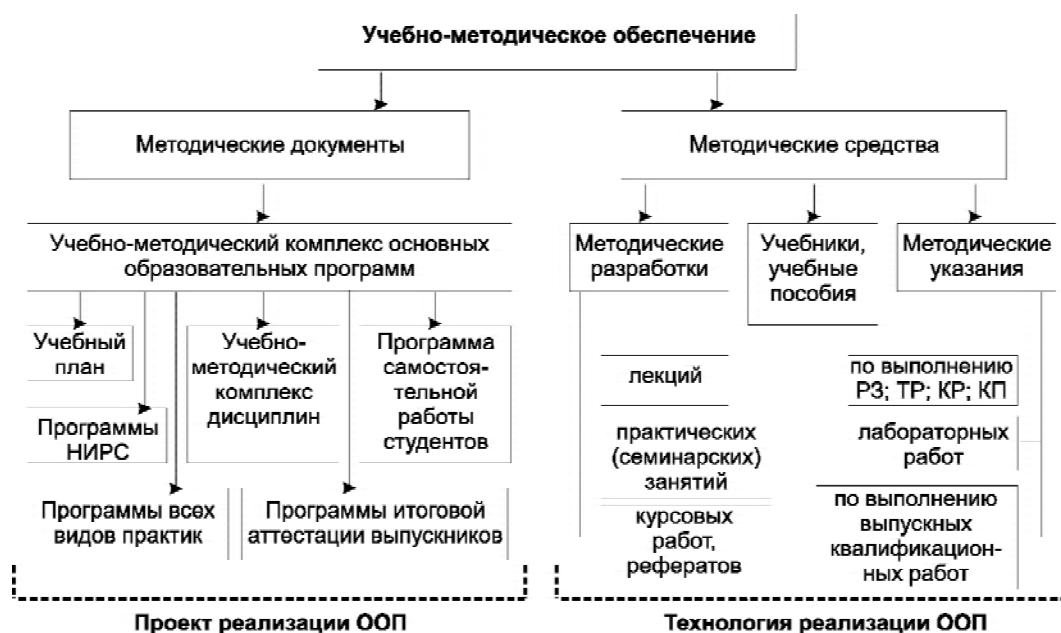 Учебно-методическое обеспечение
Методические документы
Методические средства
Учебно-методический комплекс основных
образовательных программ
Методические
разработки
Учебники,
учебные
пособия
Методические
указания
Учебный
план
Учебно-
методический
комплекс
дисциплин
Программа
самостоя-
тельной
работы
студентов
Программы
НИРС
Программы всех
видов практик
Программы итоговой
аттестации выпускников
лекций
практических
(семинарских)
занятий
курсовых
работ,
рефератов
по выполнению
РЗ; ТР; КР; КП
лабораторных
работ
по выполнению
выпускных
квалификацион-
ных работ
Проект реализации ООП
Технология реализации ООП